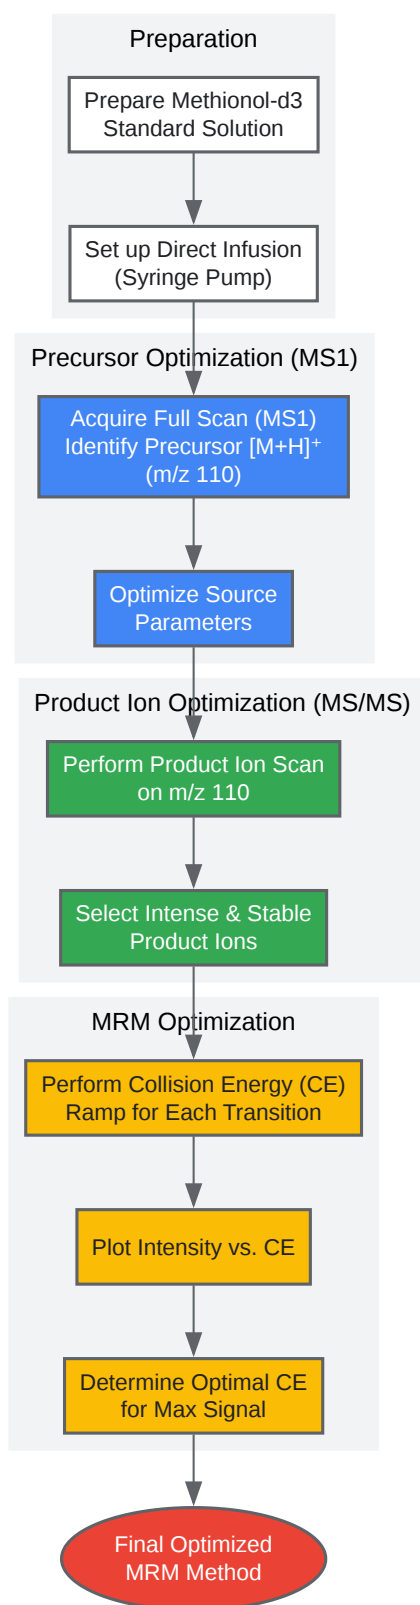 Preparation
Prepare Methionol-d3
Standard Solution
Set up Direct Infusion
(Syringe Pump)
Precursor Optimization (MS1)
Acquire Full Scan (MS1)
Identify Precursor [M+H]⁺
(m/z 110)
Optimize Source
Parameters
Product Ion Optimization (MS/MS)
Perform Product Ion Scan
on m/z 110
Select Intense & Stable
Product Ions
MRM Optimization
Perform Collision Energy (CE)
Ramp for Each Transition
Plot Intensity vs. CE
Determine Optimal CE
for Max Signal
Final Optimized
MRM Method